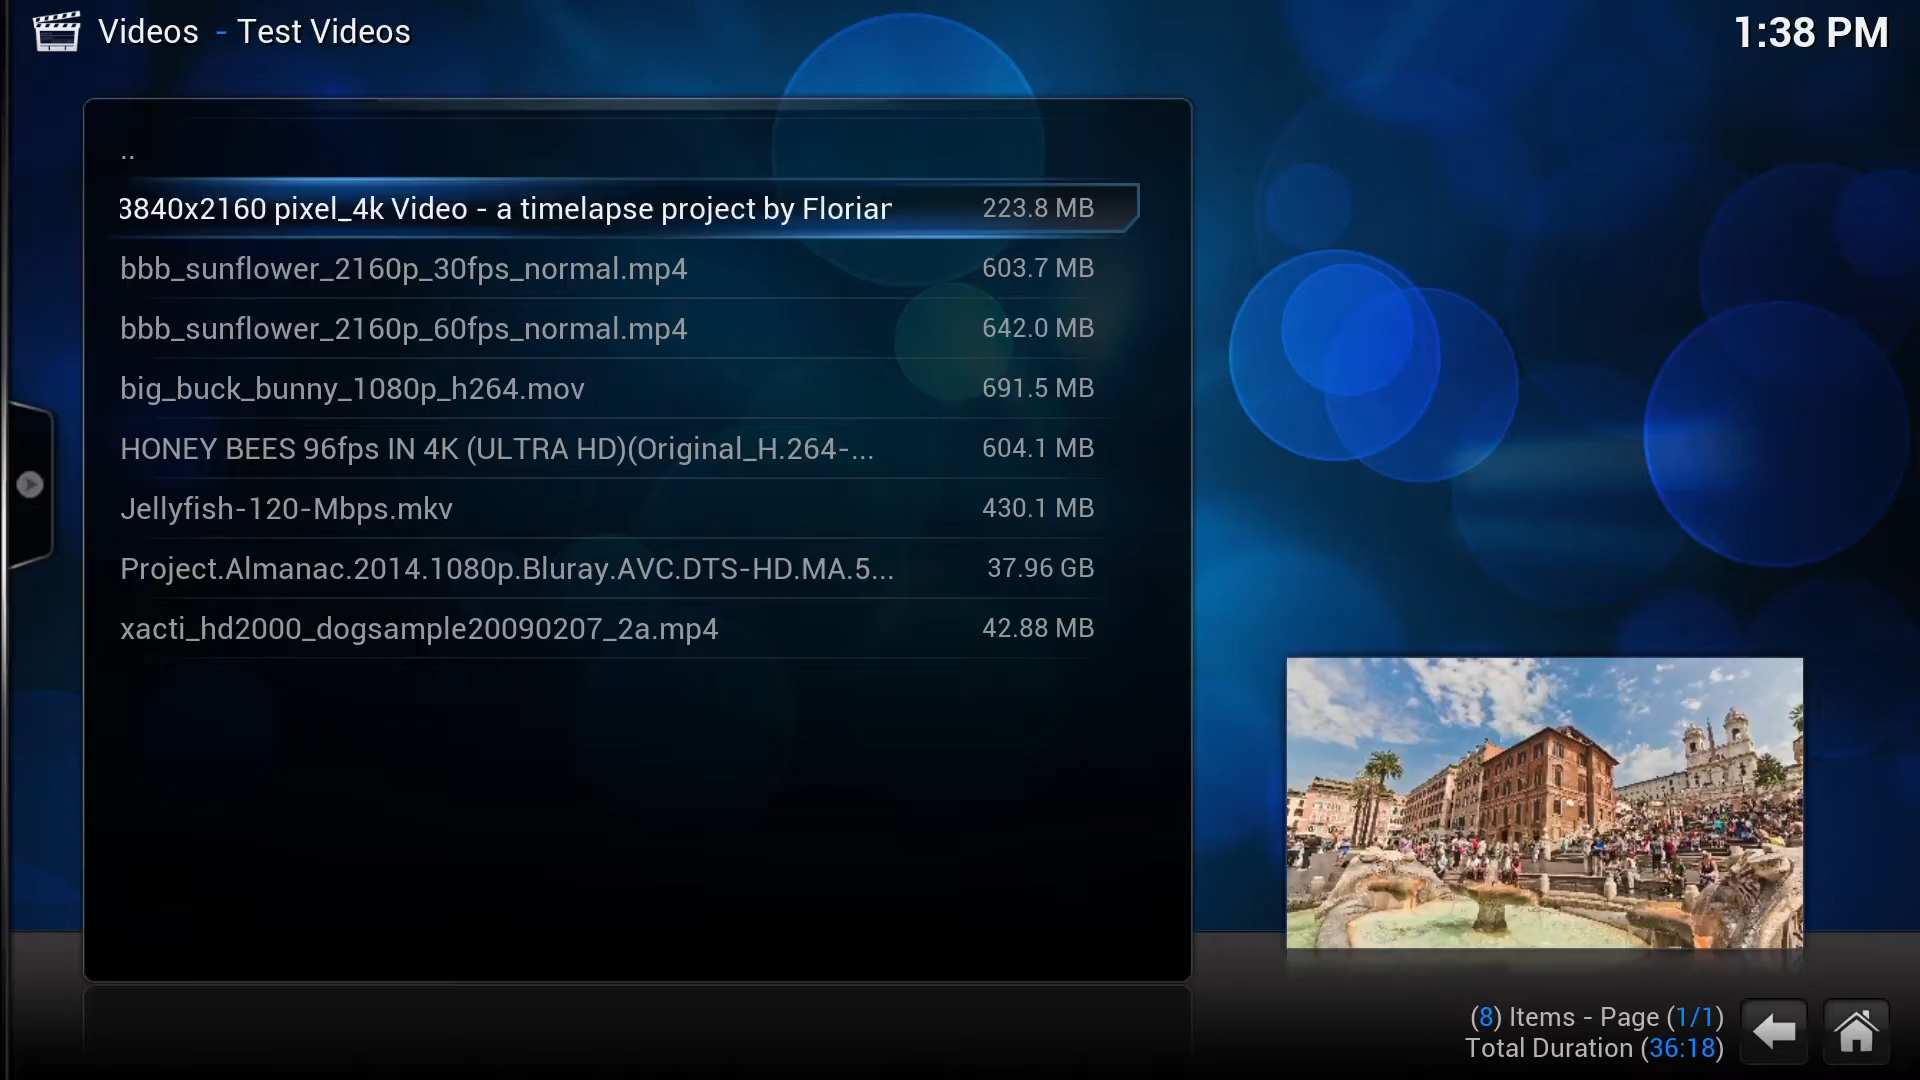 Videos - Test Videos
1:38 PM
..
3840x2160 pixel_4k Video - a timelapse project by Florian 223.8 MB
bbb_sunflower_2160p_30fps_normal.mp4 603.7 MB
bbb_sunflower_2160p_60fps_normal.mp4 642.0 MB
big_buck_bunny_1080p_h264.mov 691.5 MB
HONEY BEES 96fps IN 4K (ULTRA HD)(Original_H.264-... 604.1 MB
Jellyfish-120-Mbps.mkv 430.1 MB
Project.Almanac.2014.1080p.Bluray.AVC.DTS-HD.MA.5... 37.96 GB
xacti_hd2000_dogsample20090207_2a.mp4 42.88 MB
(8) Items - Page (1/1)
Total Duration (36:18)